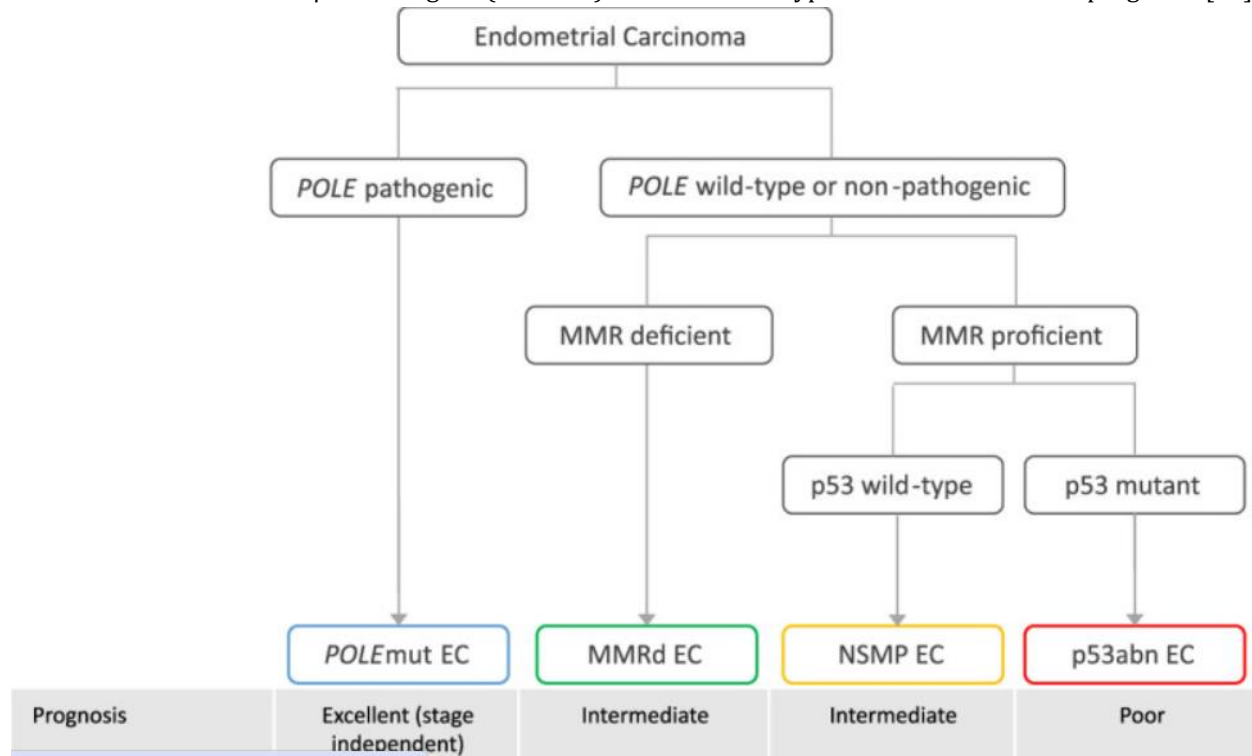 Endometrial Carcinoma
POLE pathogenic
POLE wild-type or non-pathogenic
MMR deficient
MMR proficient
p53 wild-type
p53 mutant
POLEmut EC
MMRd EC
NSMP EC
p53abn EC
Prognosis
Excellent (stage
independent)
Intermediate
Intermediate
Poor